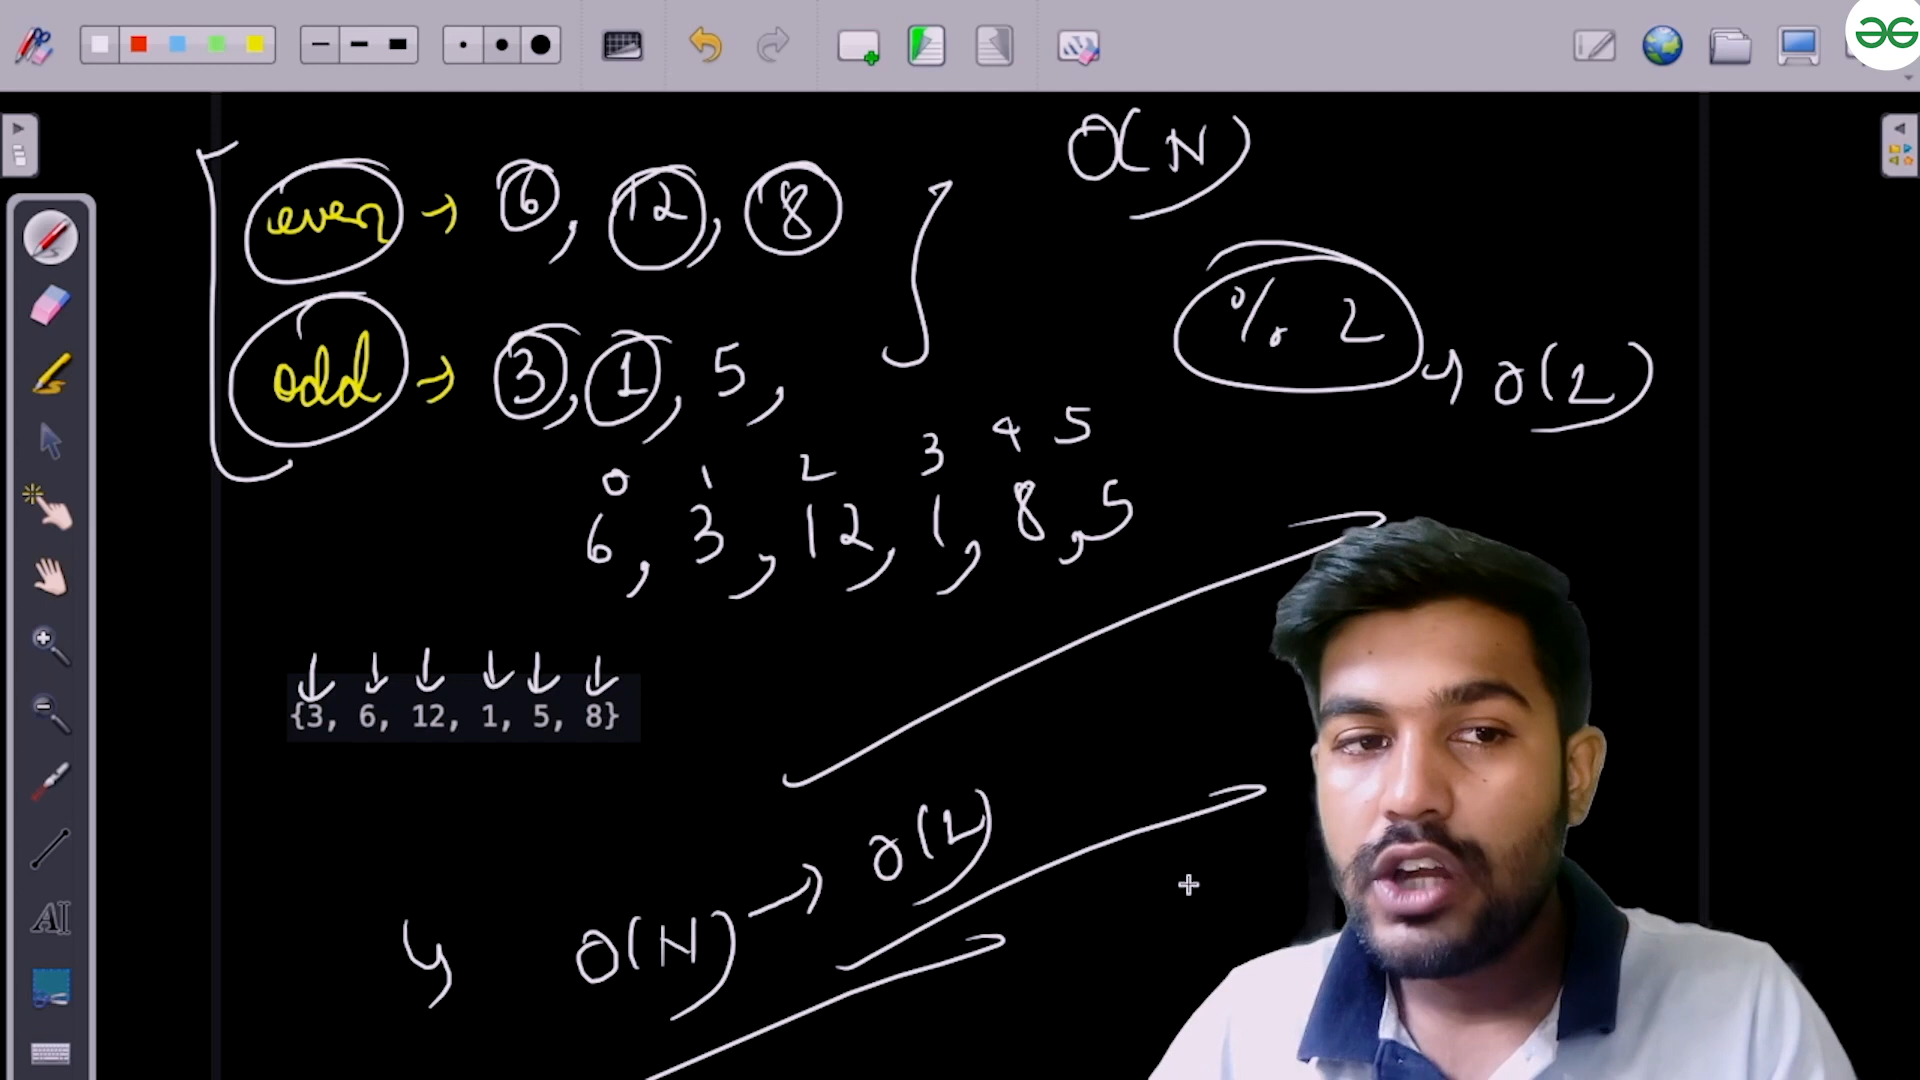 O(N)
even → 6, 12, 8
% 2 → O(2)
odd → 3, 1, 5,
0 1 2 3 4 5
6, 3, 12, 1, 8, 5
{3, 6, 12, 1, 5, 8}
O(N) → O(2)
AI